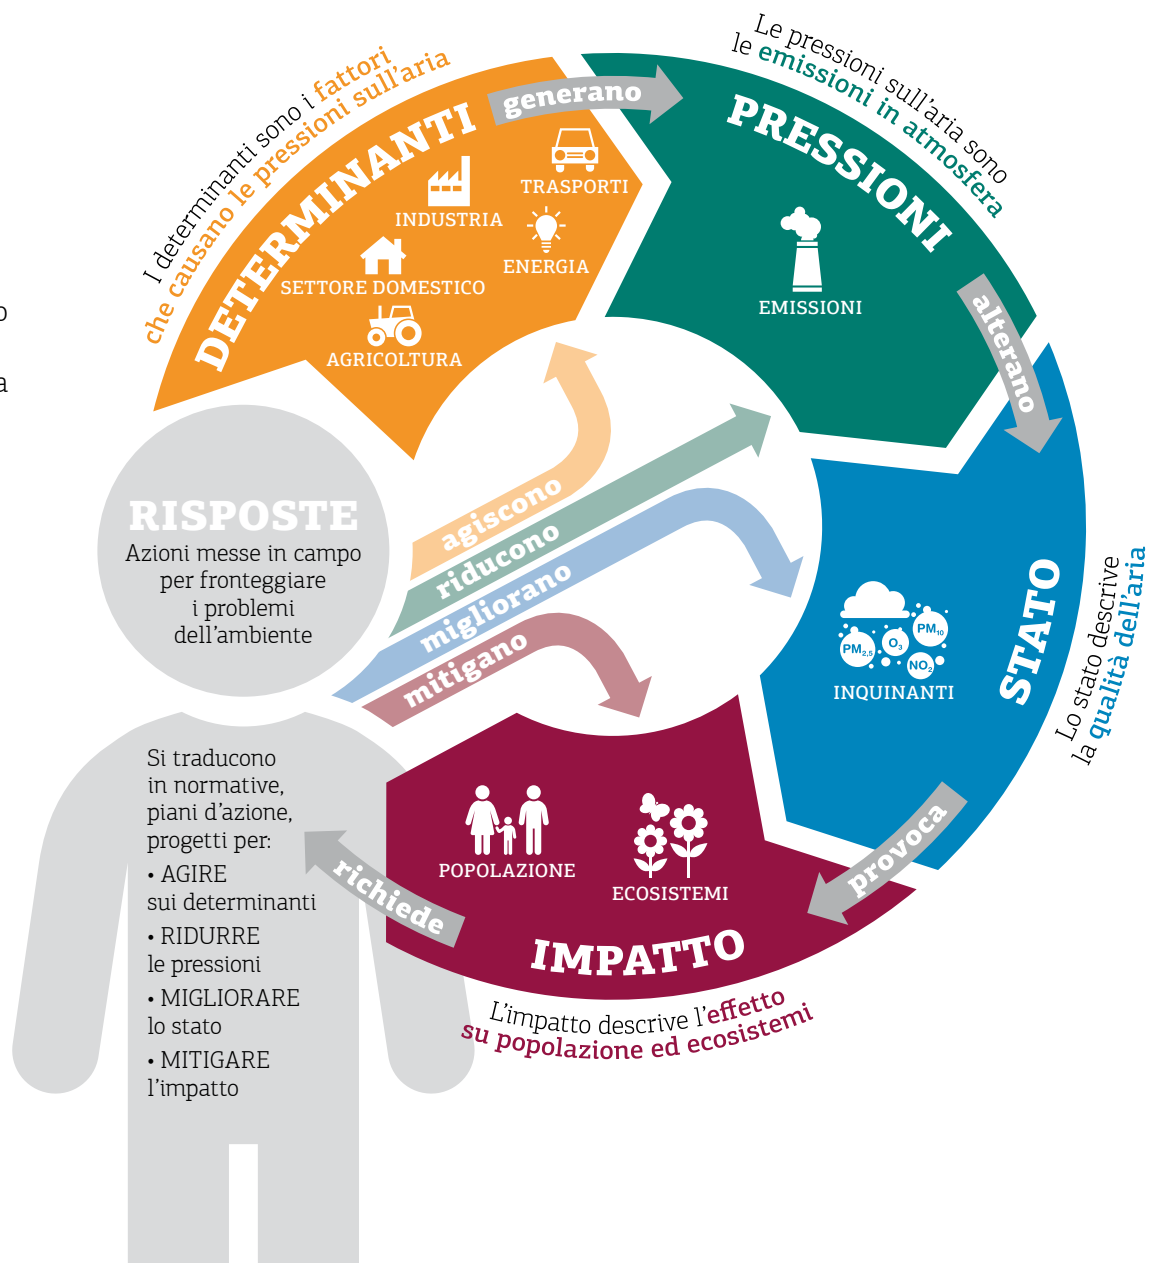 I determinanti sono i fattori
che causano le pressioni sull'aria
DETERMINANTI
generano
TRASPORTI
INDUSTRIA
ENERGIA
SETTORE DOMESTICO
AGRICOLTURA
Le pressioni sull'aria sono
le emissioni in atmosfera
PRESSIONI
EMISSIONI
alterano
o
a
RISPOSTE
Azioni messe in campo
per fronteggiare
i problemi
dell'ambiente
agiscono
riducono
migliorano
mitigano
STATO
Lo stato descrive
la qualità dell'aria
PM10
PM2,5
O3
NO2
INQUINANTI
provoca
POPOLAZIONE
ECOSISTEMI
IMPATTO
L'impatto descrive l'effetto
su popolazione ed ecosistemi
richiede
Si traducono
in normative,
piani d'azione,
progetti per:
• AGIRE
sui determinanti
• RIDURRE
le pressioni
• MIGLIORARE
lo stato
• MITIGARE
l'impatto